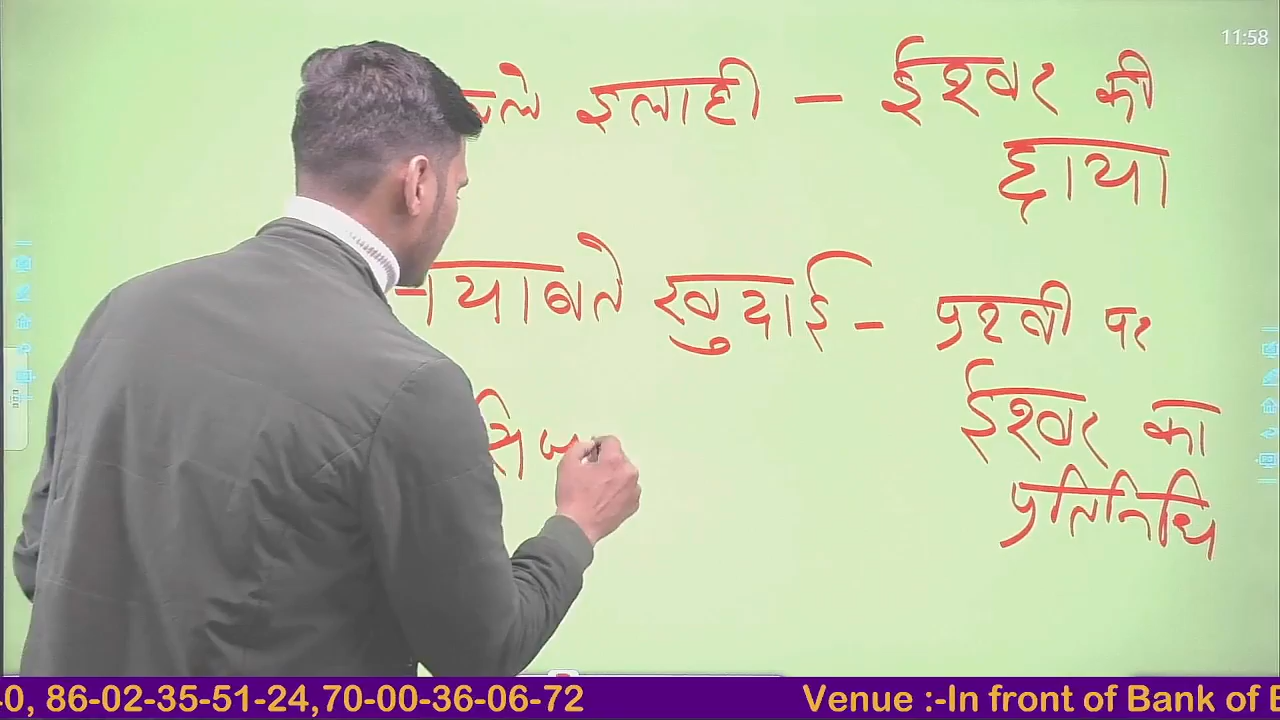 11:58
इलाही – ईश्वर की
छाया
नयाबते खुदाई – पृथ्वी पर
ईश्वर का
प्रतिनिधि
0, 86-02-35-51-24,70-00-36-06-72 Venue :-In front of Bank of